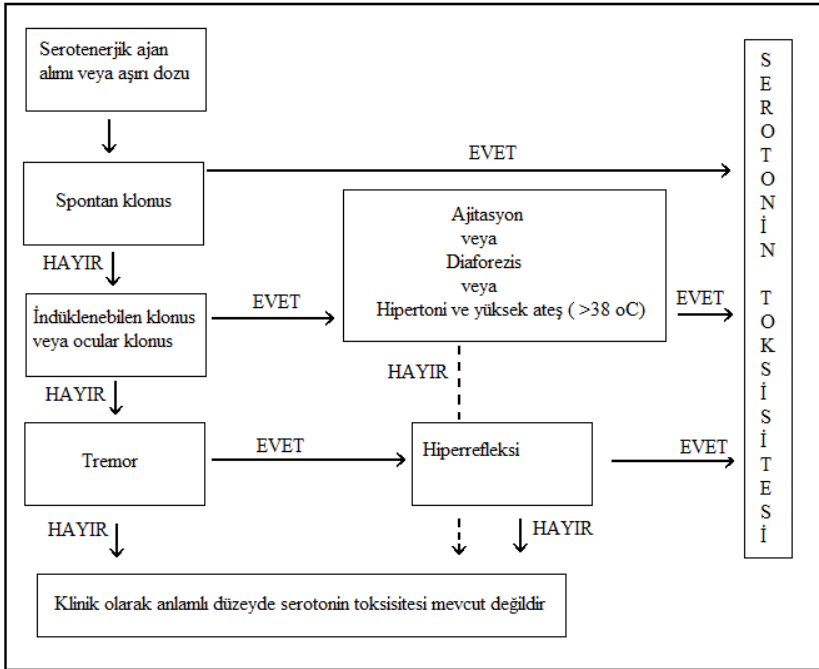 Serotenerjik ajan
alımı veya aşırı dozu
EVET
Spontan klonus
Ajitasyon
veya
Diaforezis
veya
Hipertoni ve yüksek ateş ( >38 oC)
HAYIR
EVET
EVET
İndüklenebilen klonus
veya ocular klonus
HAYIR
HAYIR
Tremor
EVET
Hiperrefleksi
EVET
HAYIR
HAYIR
Klinik olarak anlamlı düzeyde serotonin toksisitesi mevcut değildir
S
E
R
O
T
O
N
İ
N
T
O
K
S
İ
S
İ
T
E
S
İ